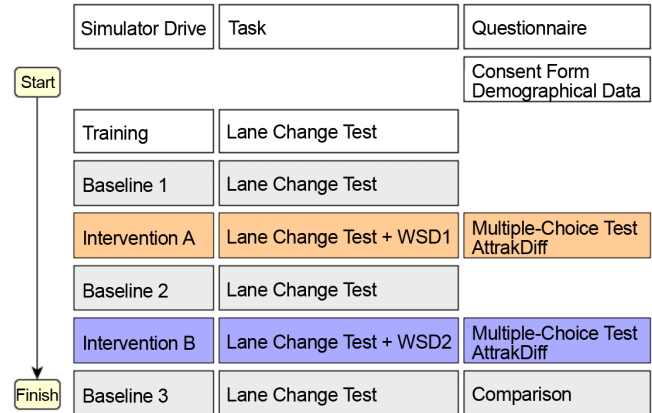 Simulator Drive Task Questionnaire
Start
Consent Form
Demographical Data
Training Lane Change Test
Baseline 1 Lane Change Test
Intervention A Lane Change Test + WSD1 Multiple-Choice Test
AttrakDiff
Baseline 2 Lane Change Test
Intervention B Lane Change Test + WSD2 Multiple-Choice Test
AttrakDiff
Finish Baseline 3 Lane Change Test Comparison